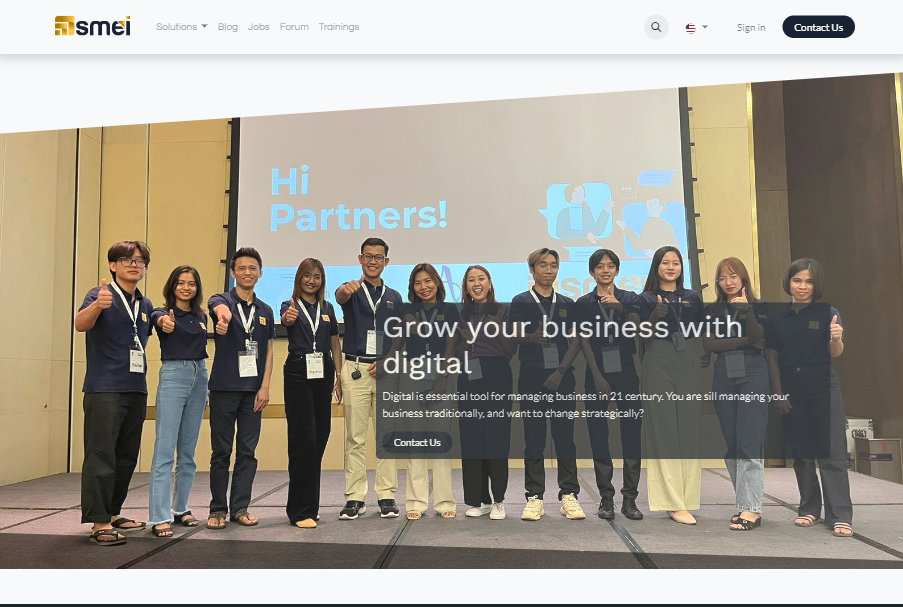 smei
Solutions
Blog
Jobs
Forum
Trainings
Sign in
Contact Us
Hi
Partners!
Grow your business with
digital
Digital is essential tool for managing business in 21 century. You are sill managing your
business traditionally, and want to change strategically?
Contact Us